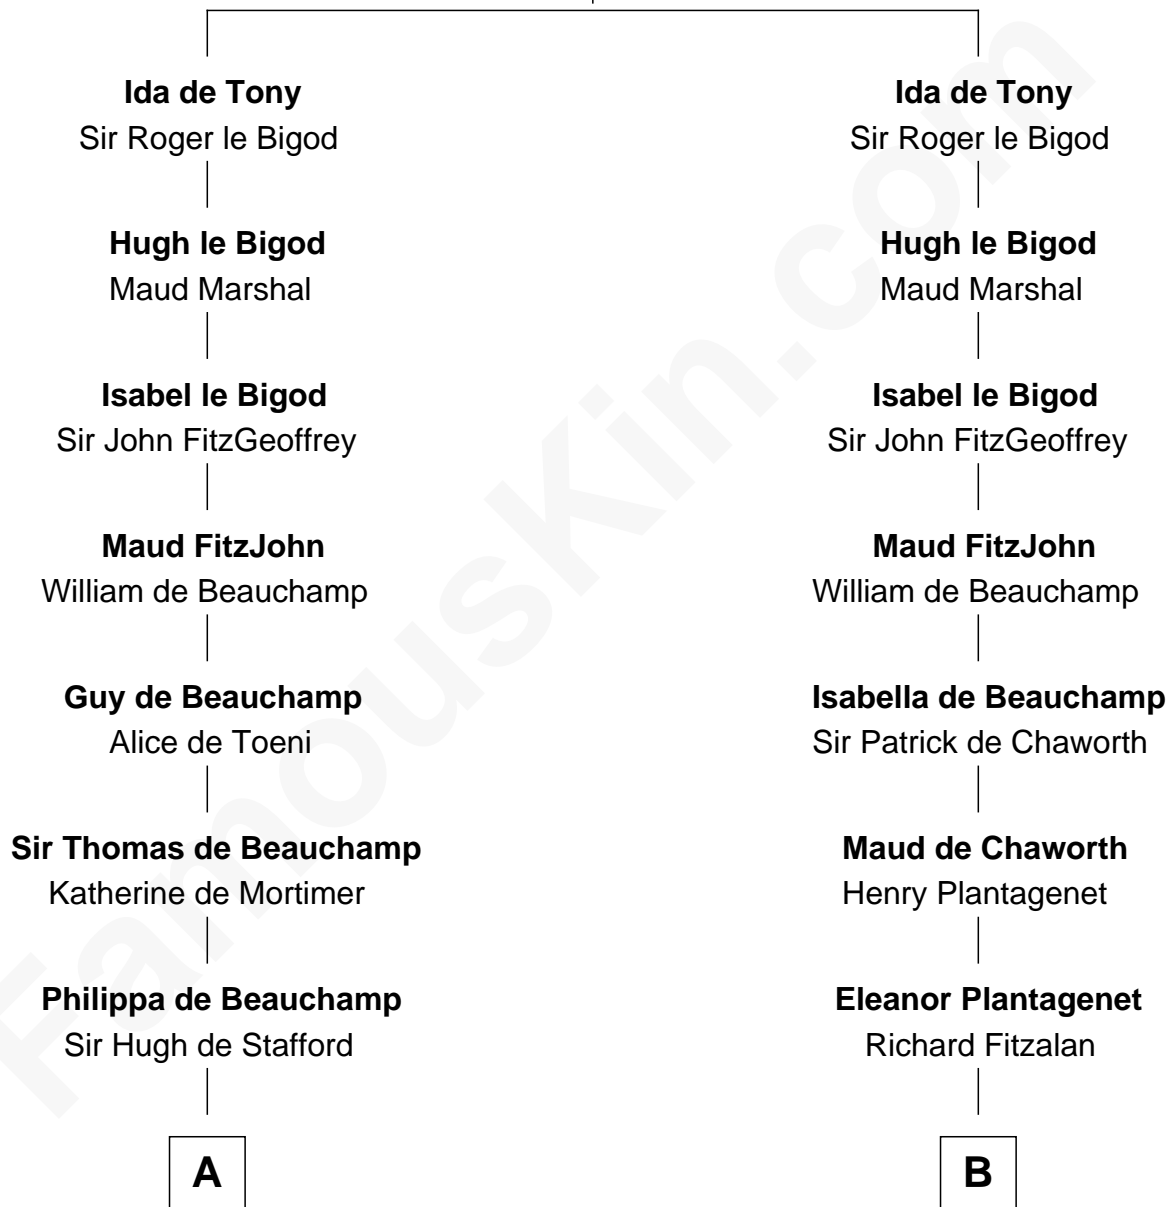 Ida de Tony
Sir Roger le Bigod
Hugh le Bigod
Maud Marshal
Isabel le Bigod
Sir John FitzGeoffrey
Maud FitzJohn
William de Beauchamp
Guy de Beauchamp
Alice de Toeni
Sir Thomas de Beauchamp
Katherine de Mortimer
Philippa de Beauchamp
Sir Hugh de Stafford
A
Ida de Tony
Sir Roger le Bigod
Hugh le Bigod
Maud Marshal
Isabel le Bigod
Sir John FitzGeoffrey
Maud FitzJohn
William de Beauchamp
Isabella de Beauchamp
Sir Patrick de Chaworth
Maud de Chaworth
Henry Plantagenet
Eleanor Plantagenet
Richard Fitzalan
B
FamousKin.com